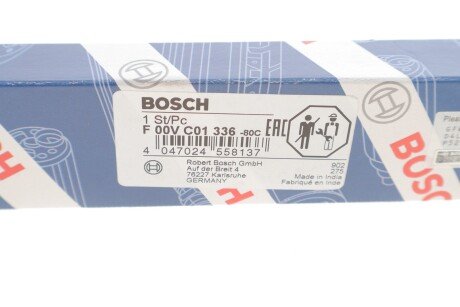 BOSCH
BOSCH
1 St/Pc
F 00V C01 336 -80C
EAC
4 047024 558137
Robert Bosch GmbH
Auf der Breit 4
76227 Karlsruhe
GERMANY
902
275
Made in India
Fabriqué en Inde
BOSCH